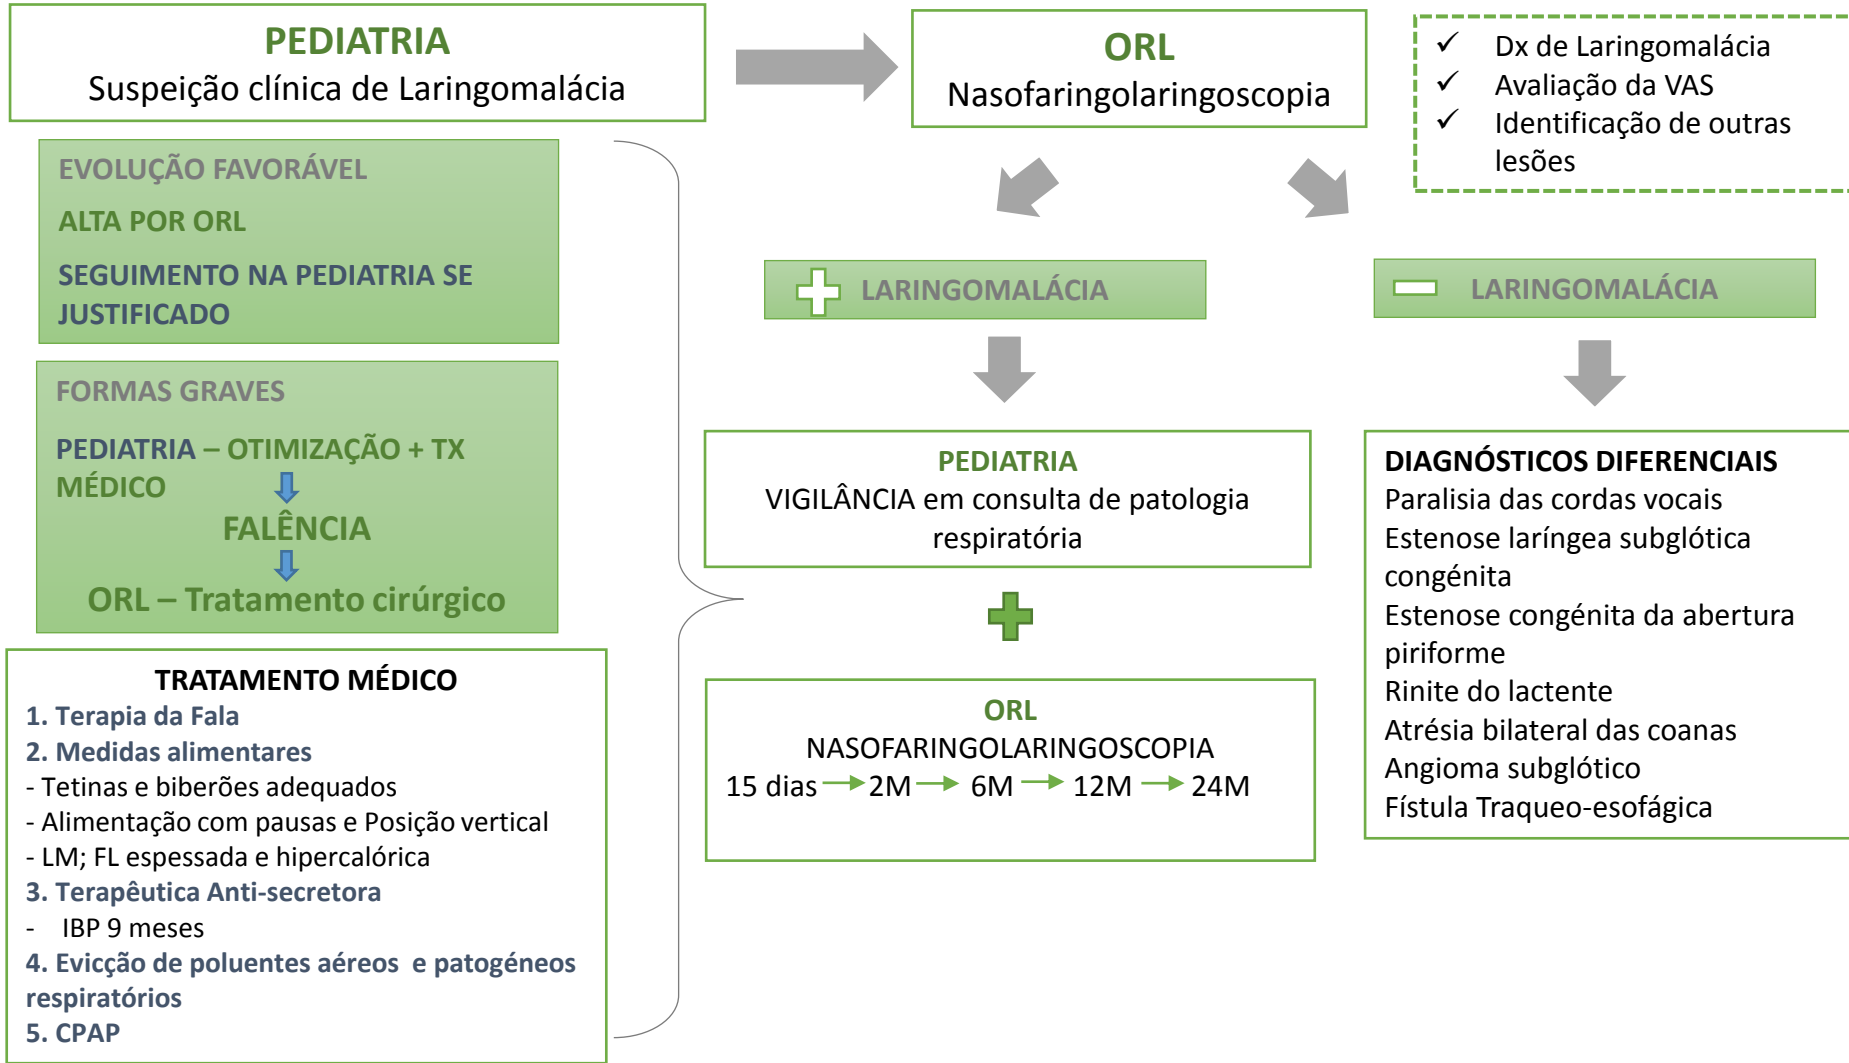 PEDIATRIA
Suspeição clínica de Laringomalácia
ORL
Nasofaringolaringoscopia
✓ Dx de Laringomalácia
✓ Avaliação da VAS
✓ Identificação de outras
lesões
EVOLUÇÃO FAVORÁVEL
ALTA POR ORL
SEGUIMENTO NA PEDIATRIA SE
JUSTIFICADO
FORMAS GRAVES
PEDIATRIA – OTIMIZAÇÃO + TX
MÉDICO
FALÊNCIA
ORL – Tratamento cirúrgico
TRATAMENTO MÉDICO
1. Terapia da Fala
2. Medidas alimentares
- Tetinas e biberões adequados
- Alimentação com pausas e Posição vertical
- LM; FL espessada e hipercalórica
3. Terapêutica Anti-secretora
- IBP 9 meses
4. Evicção de poluentes aéreos e patogéneos
respiratórios
5. CPAP
LARINGOMALÁCIA
PEDIATRIA
VIGILÂNCIA em consulta de patologia
respiratória
ORL
NASOFARINGOLARINGOSCOPIA
15 dias → 2M → 6M → 12M → 24M
LARINGOMALÁCIA
DIAGNÓSTICOS DIFERENCIAIS
Paralisia das cordas vocais
Estenose laríngea subglótica
congénita
Estenose congénita da abertura
piriforme
Rinite do lactente
Atrésia bilateral das coanas
Angioma subglótico
Fístula Traqueo-esofágica